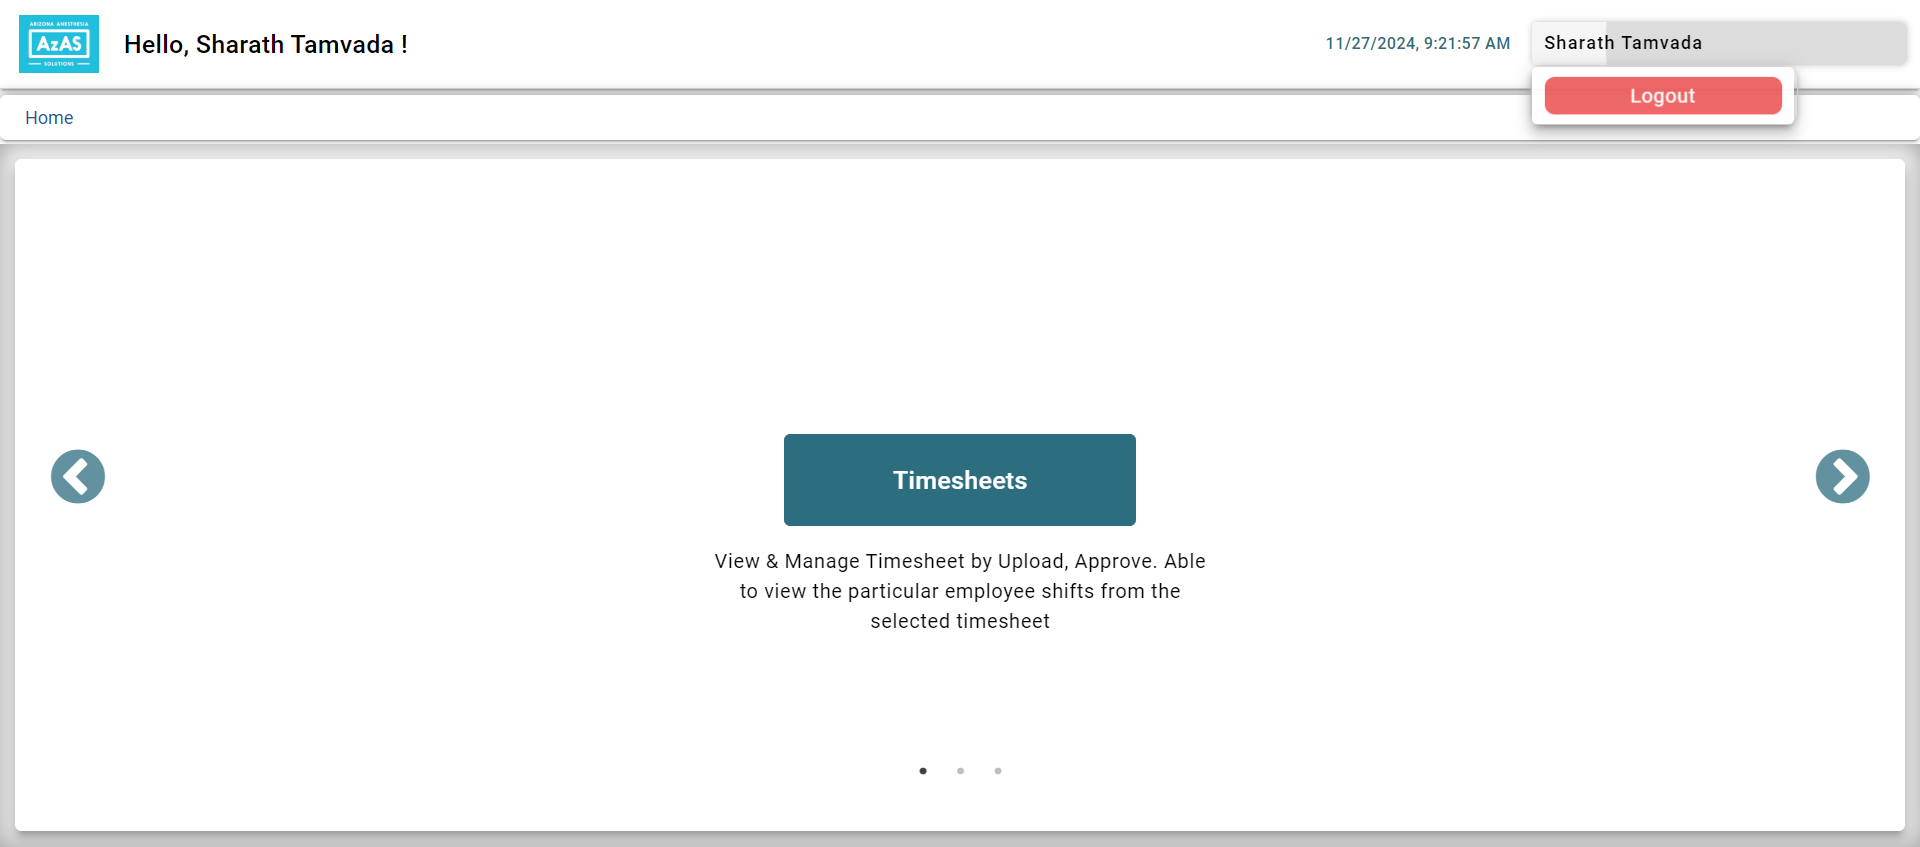 ARIZONA ANESTHESIA
AzAS
SOLUTIONS
Hello, Sharath Tamvada !
11/27/2024, 9:21:57 AM
Sharath Tamvada
Logout
Home
Timesheets
View & Manage Timesheet by Upload, Approve. Able
to view the particular employee shifts from the
selected timesheet